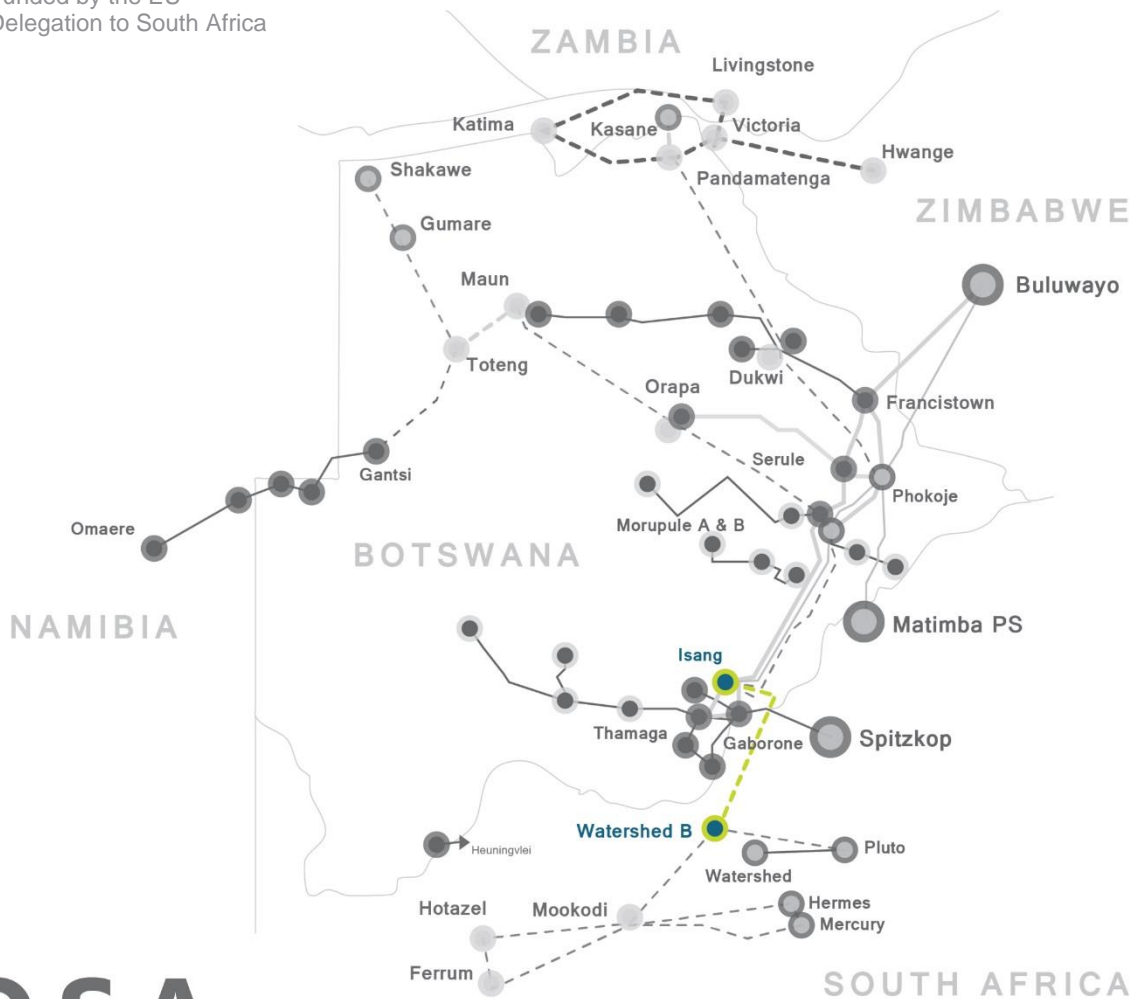 Delegation to South Africa
ZAMBIA
Livingstone
Katima
Kasane
Victoria
Hwange
Shakawe
Pandamatenga
ZIMBABWE
Gumare
Maun
Buluwayo
Toteng
Orapa
Dukwi
Francistown
Serule
Gantsi
Phokoje
Omaere
Morupule A & B
BOTSWANA
NAMIBIA
Matimba PS
Isang
Thamaga
Gaborone
Spitzkop
Watershed B
Heuningvlei
Pluto
Watershed
Hotazel
Mookodi
Hermes
Mercury
Ferrum
SOUTH AFRICA